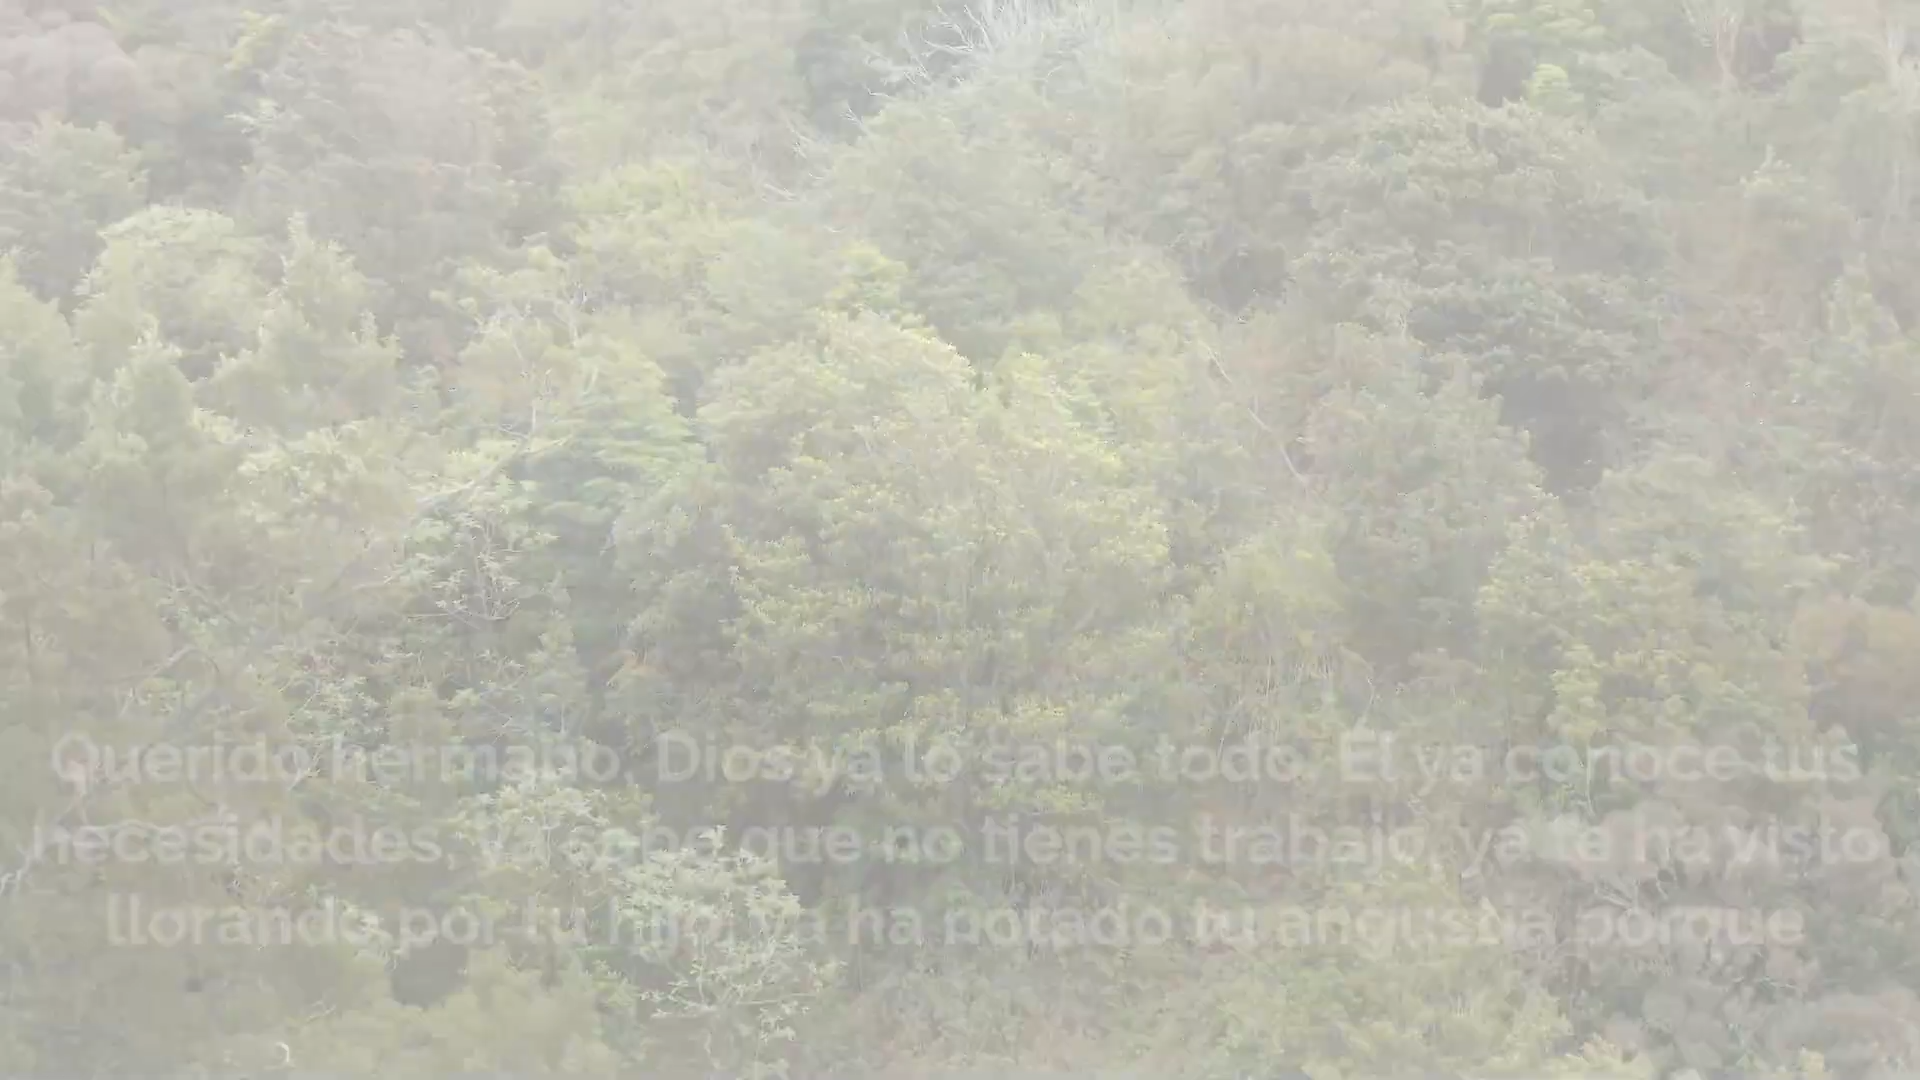 Querido hermano, Dios ya lo sabe todo. El ya conoce tus
necesidades, ya sabe que no tienes trabajo, ya te ha visto
llorando por tu hijo, ya ha notado tu angustia porque